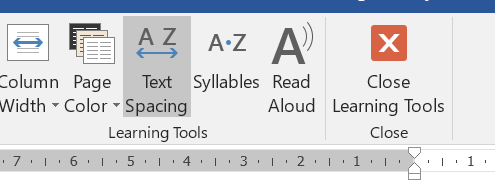 Column Width
Page Color
A Z
Text Spacing
A·Z
Syllables
A
Read Aloud
Close Learning Tools
Learning Tools
Close
7 6 5 4 3 2 1 1